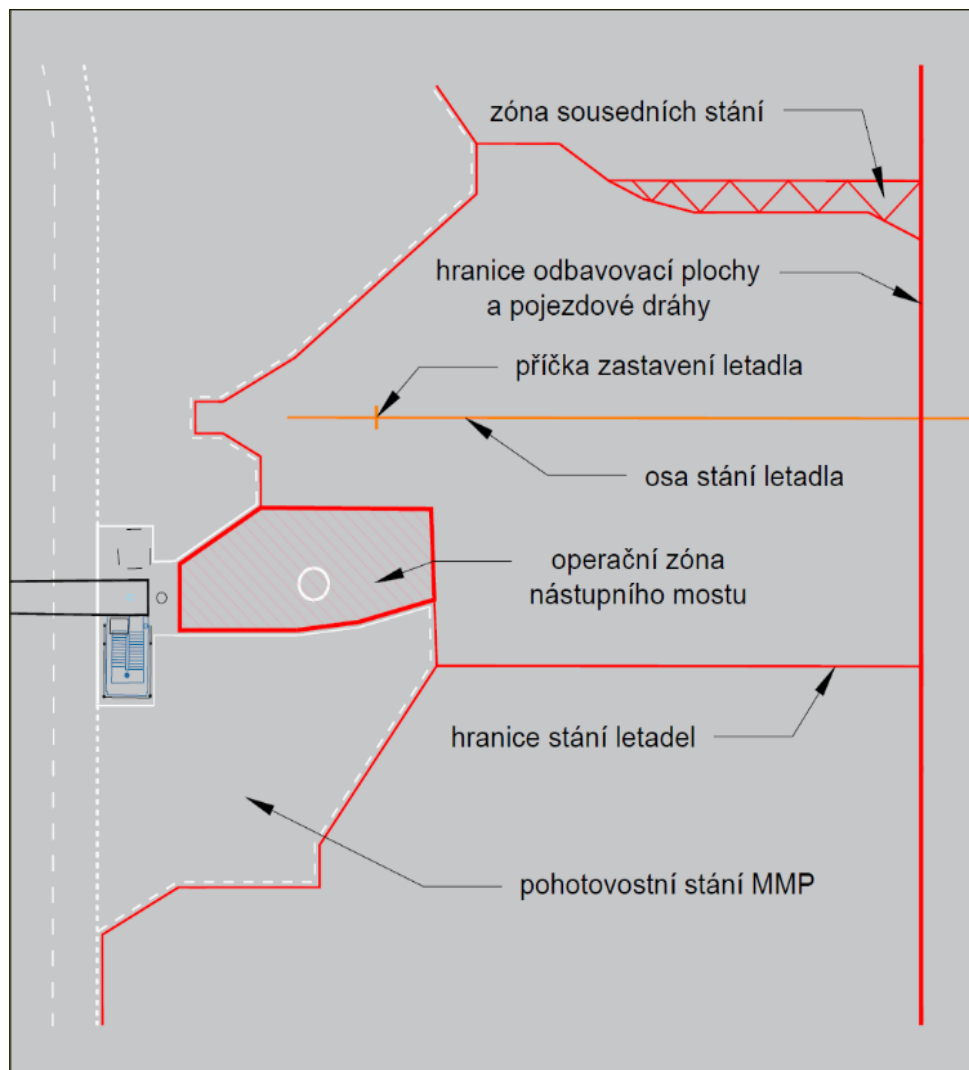 zóna sousedních stání
hranice odbavovací plochy
a pojezdové dráhy
příčka zastavení letadla
osa stání letadla
operační zóna
nástupního mostu
hranice stání letadel
pohotovostní stání MMP